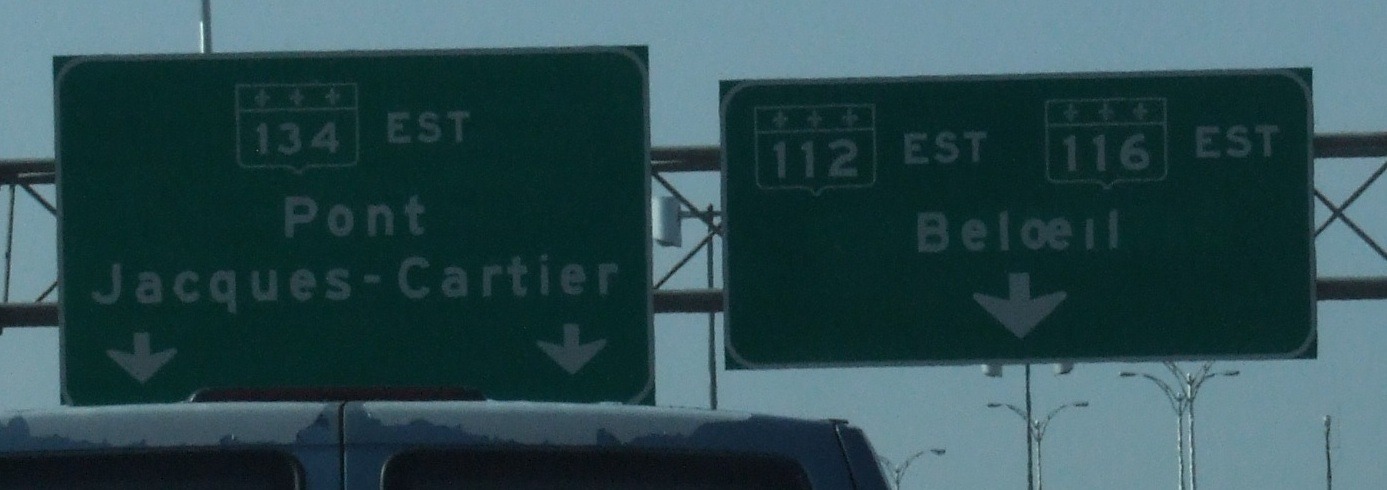 134 EST
Pont
Jacques-Cartier
112 EST 116 EST
Belœil